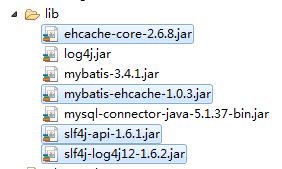 lib
ehcache-core-2.6.8.jar
log4j.jar
mybatis-3.4.1.jar
mybatis-ehcache-1.0.3.jar
mysql-connector-java-5.1.37-bin.jar
slf4j-api-1.6.1.jar
slf4j-log4j12-1.6.2.jar